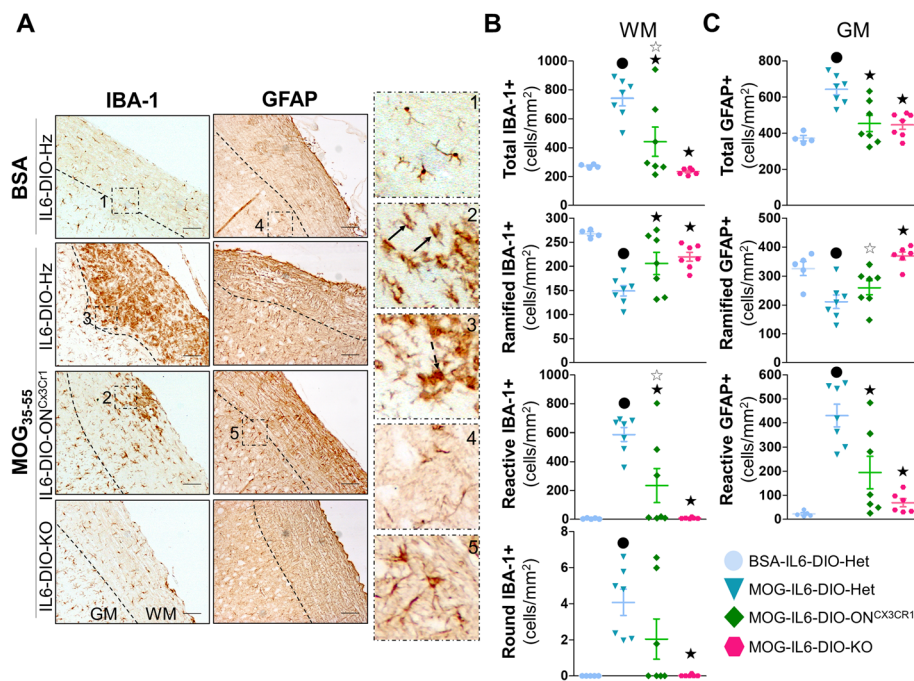 A
IBA-1
GFAP
BSA
IL6-DIO-Hz
MOG35-55
IL6-DIO-Hz
IL6-DIO-ONCx3Cr1
IL6-DIO-KO
1
4
3
2
5
GM
WM
1
2
3
4
5
B
WM
Total IBA-1+
(cells/mm2)
1000
800
600
400
200
0
Ramified IBA-1+
(cells/mm2)
300
250
200
150
100
50
0
Reactive IBA-1+
(cells/mm2)
1000
800
600
400
200
0
Round IBA-1+
(cells/mm2)
8
6
4
2
0
C
GM
Total GFAP+
(cells/mm2)
800
600
400
200
0
Ramified GFAP+
(cells/mm2)
500
400
300
200
100
0
Reactive GFAP+
(cells/mm2)
600
500
400
300
200
100
0
BSA-IL6-DIO-Het
MOG-IL6-DIO-Het
MOG-IL6-DIO-ONCX3CR1
MOG-IL6-DIO-KO